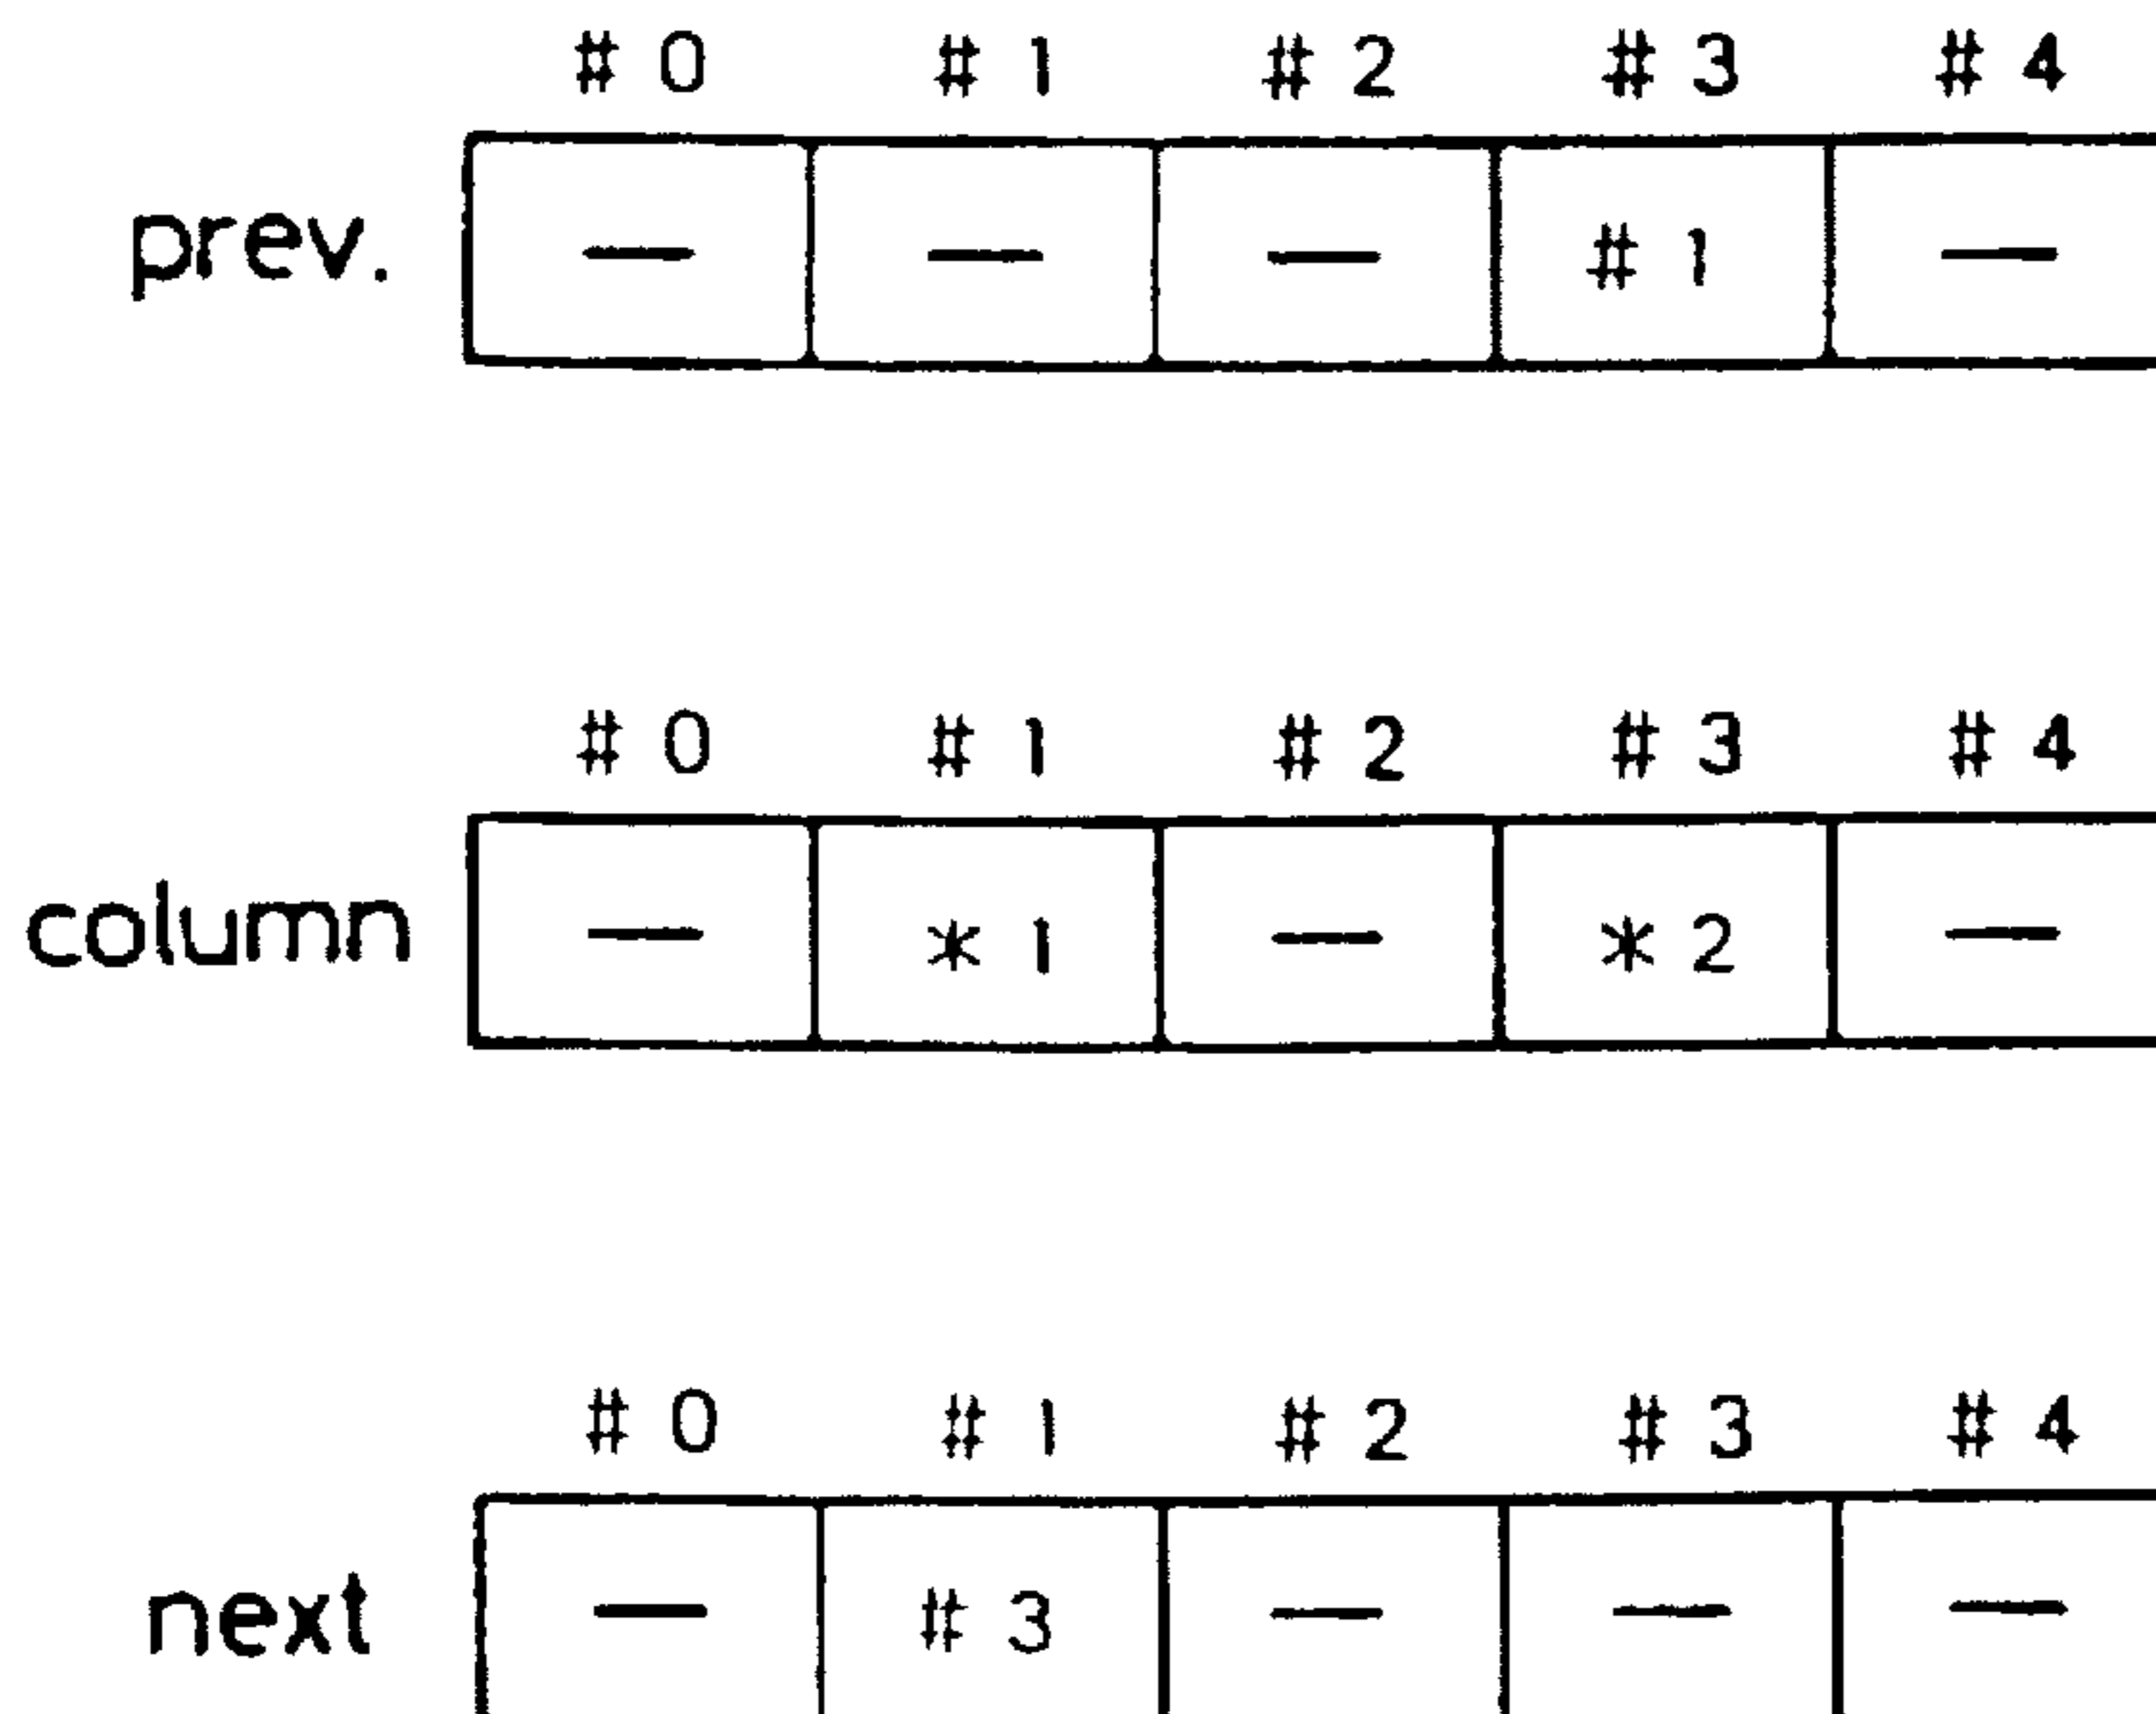 # 0 # 1 # 2 # 3 # 4
prev. — — — # 1 —
# 0 # 1 # 2 # 3 # 4
column — * 1 — * 2 —
# 0 # 1 # 2 # 3 # 4
next — # 3 — — —